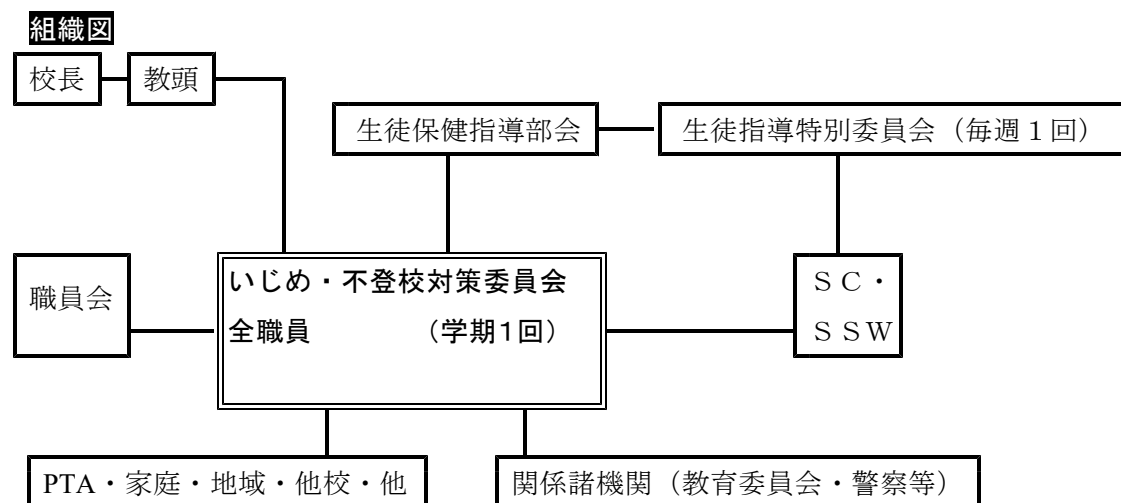 組織図
校長
教頭
生徒保健指導部会
生徒指導特別委員会（毎週１回）
職員会
いじめ・不登校対策委員会
全職員　　　　（学期1回）
ＳＣ・
ＳＳＷ
PTA・家庭・地域・他校・他
関係諸機関（教育委員会・警察等）